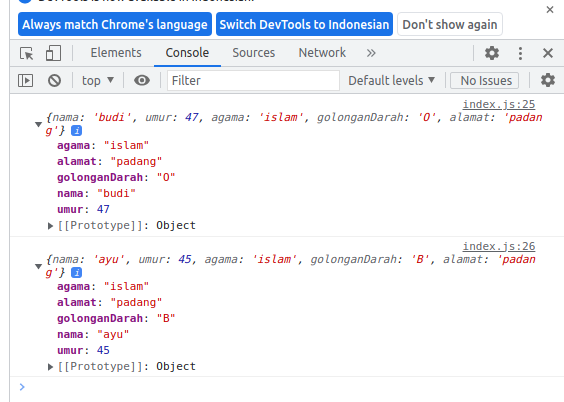 Always match Chrome's language Switch DevTools to Indonesian Don't show again
Elements Console Sources Network »
top Filter Default levels No Issues
index.js:25
{nama: 'budi', umur: 47, agama: 'islam', golonganDarah: 'O', alamat: 'padan
g'} i
agama: "islam"
alamat: "padang"
golonganDarah: "O"
nama: "budi"
umur: 47
[[Prototype]]: Object
index.js:26
{nama: 'ayu', umur: 45, agama: 'islam', golonganDarah: 'B', alamat: 'padan
g'} i
agama: "islam"
alamat: "padang"
golonganDarah: "B"
nama: "ayu"
umur: 45
[[Prototype]]: Object